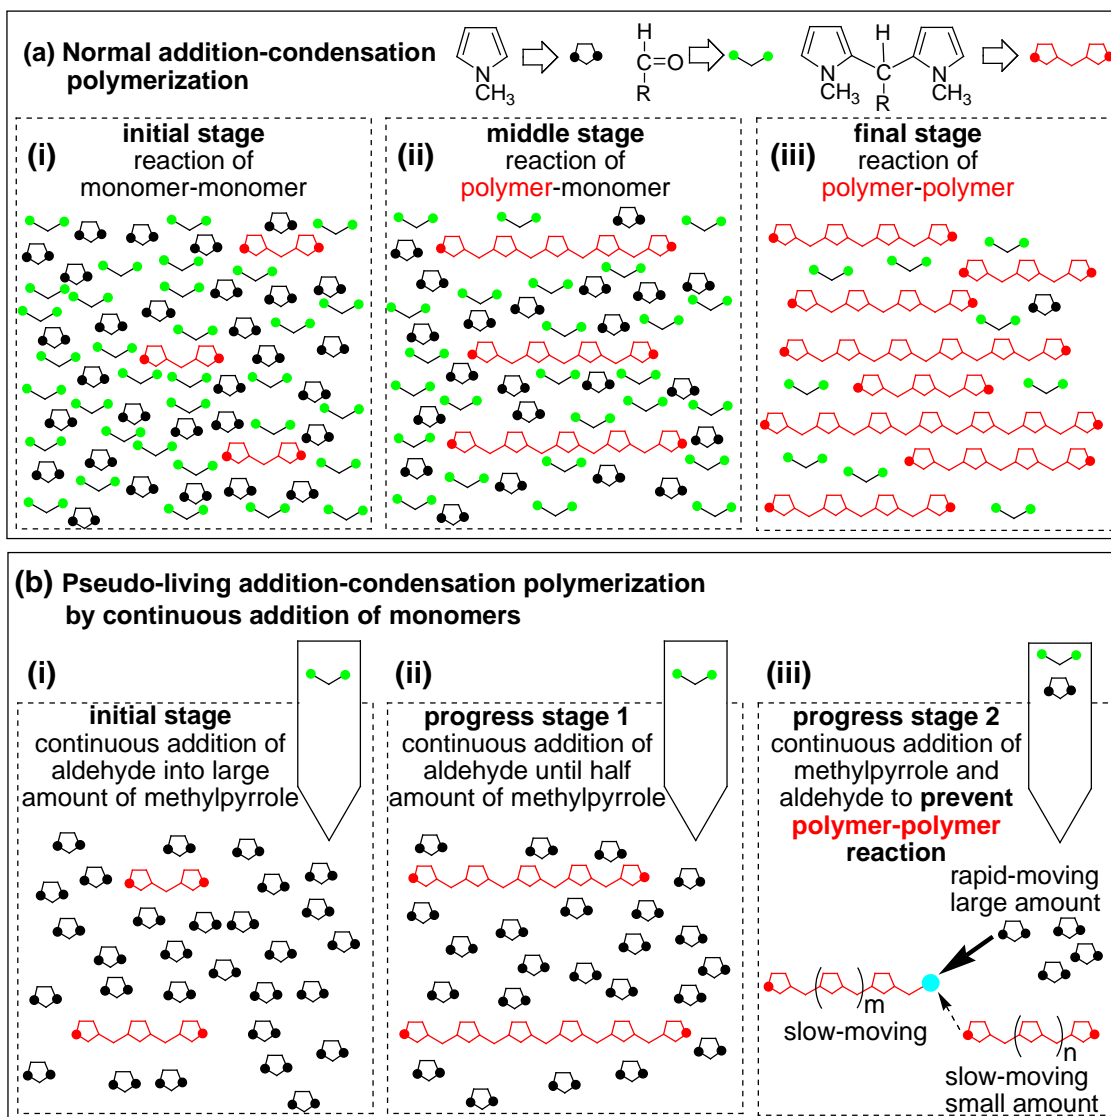 (a) Normal addition-condensation
polymerization
N
CH3
H
C=O
R
H
N
C
N
CH3
R
CH3
(i)
initial stage
reaction of
monomer-monomer
(ii)
middle stage
reaction of
polymer-monomer
(iii)
final stage
reaction of
polymer-polymer
(b) Pseudo-living addition-condensation polymerization
by continuous addition of monomers
(i)
initial stage
continuous addition of
aldehyde into large
amount of methylpyrrole
(ii)
progress stage 1
continuous addition of
aldehyde until half
amount of methylpyrrole
(iii)
progress stage 2
continuous addition of
methylpyrrole and
aldehyde to prevent
polymer-polymer
reaction
rapid-moving
large amount
m
slow-moving
n
slow-moving
small amount